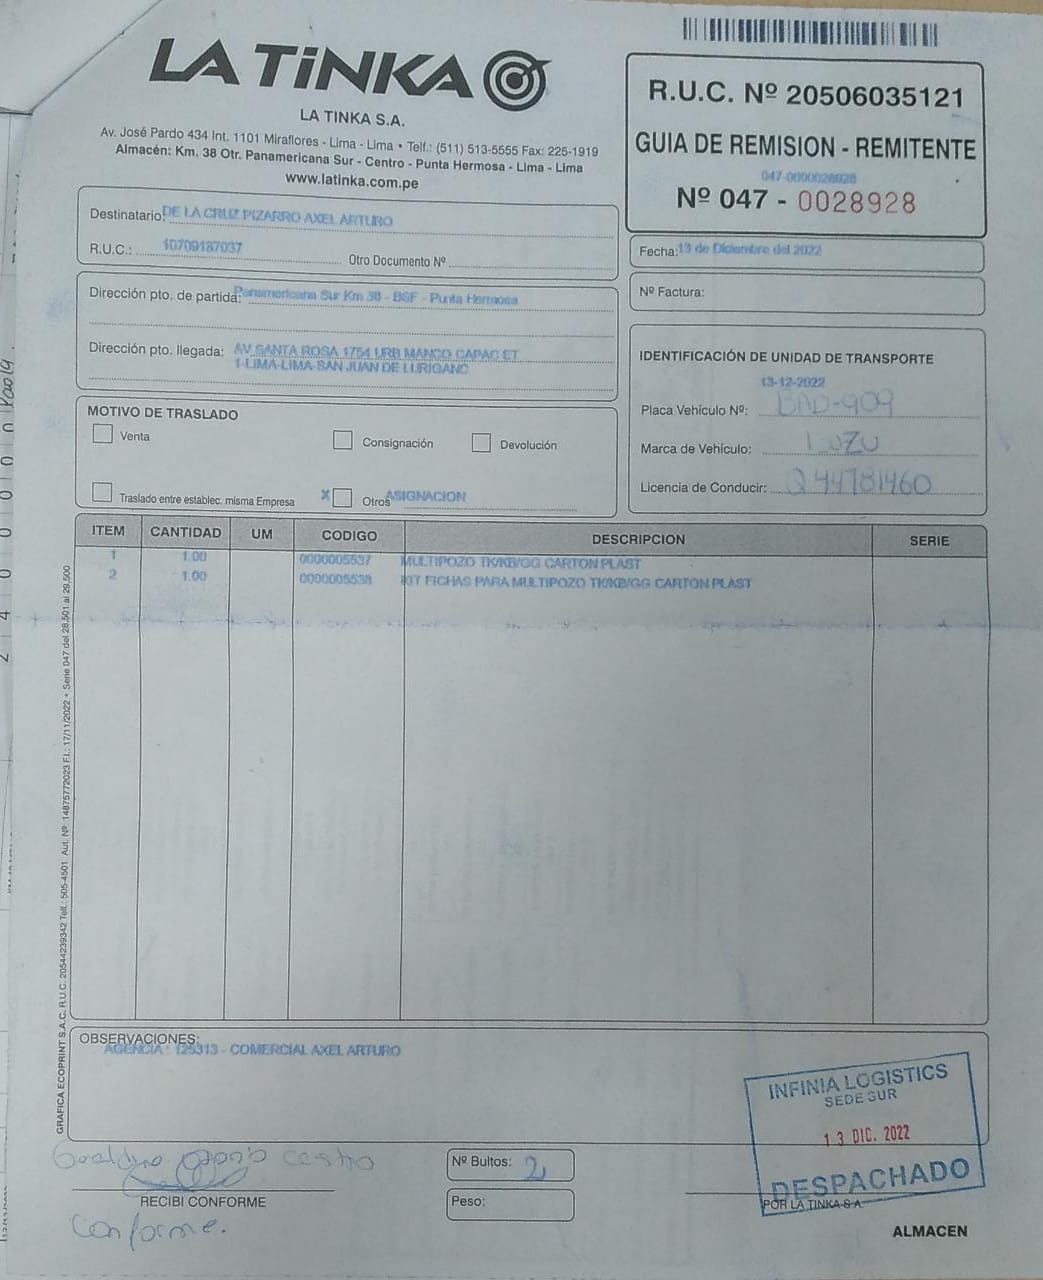 LA TiNKA
LA TINKA S.A.
Av. José Pardo 434 Int. 1101 Miraflores - Lima - Lima • Telf.: (511) 513-5555 Fax: 225-1919
Almacén: Km. 38 Otr. Panamericana Sur - Centro - Punta Hermosa - Lima - Lima
www.latinka.com.pe
R.U.C. Nº 20506035121
GUIA DE REMISION - REMITENTE
047-0000028928
Nº 047 - 0028928
Destinatario: DE LA CRUZ PIZARRO AXEL ARTURO
R.U.C.: 10709187037 Otro Documento Nº
Fecha: 13 de Diciembre del 2022
Dirección pto. de partida: Panamericana Sur Km 38 - BSF - Punta Hermosa
Nº Factura:
Dirección pto. llegada: AV SANTA ROSA 1754 URB MANCO CAPAC ET
1-LIMA-LIMA-SAN JUAN DE LURIGANC
IDENTIFICACIÓN DE UNIDAD DE TRANSPORTE
13-12-2022
Placa Vehículo Nº: BAD-909
Marca de Vehículo:
Licencia de Conducir: Q44781460
MOTIVO DE TRASLADO
Venta Consignación Devolución
Traslado entre establec. misma Empresa X Otros ASIGNACION
ITEM CANTIDAD UM CODIGO DESCRIPCION SERIE
1 1.00 0000005537 MULTIPOZO TK/KB/GG CARTON PLAST
2 1.00 0000005538 KIT FICHAS PARA MULTIPOZO TK/KB/GG CARTON PLAST
GRAFICA ECOPRINT S.A.C. R.U.C. 20544239342 Telf.: 505-4501 Aut. Nº: 14875772023 F.I.: 17/11/2022 • Serie 047 del 28,501 al 29,500
OBSERVACIONES:
AGENCIA : 125313 - COMERCIAL AXEL ARTURO
INFINIA LOGISTICS
SEDE SUR
13 DIC. 2022
DESPACHADO
castro
RECIBI CONFORME
Conforme.
Nº Bultos: 2
Peso:
POR LA TINKA S.A.
ALMACEN